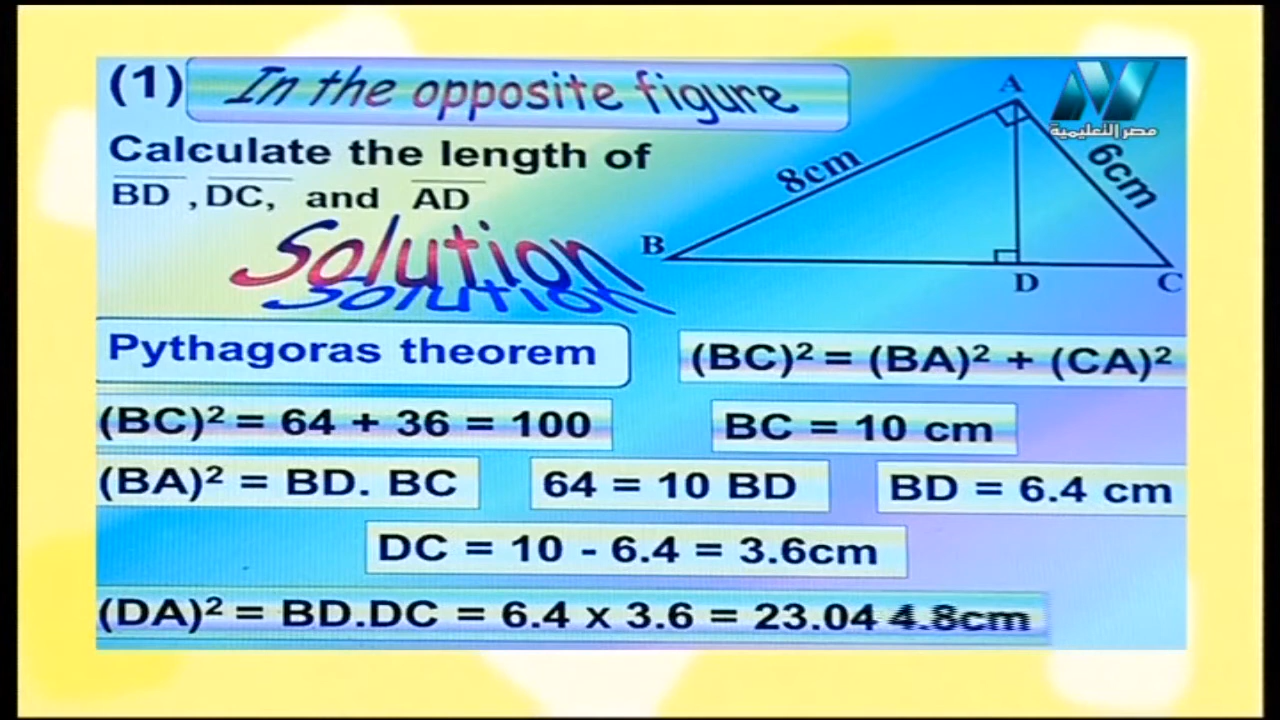 (1) In the opposite figure
Calculate the length of
BD , DC, and AD
A
مصر التعليمية
8cm
6cm
B
D
C
Solution
Pythagoras theorem
(BC)² = (BA)² + (CA)²
(BC)² = 64 + 36 = 100
BC = 10 cm
(BA)² = BD. BC
64 = 10 BD
BD = 6.4 cm
DC = 10 - 6.4 = 3.6cm
(DA)² = BD.DC = 6.4 x 3.6 = 23.04 4.8cm